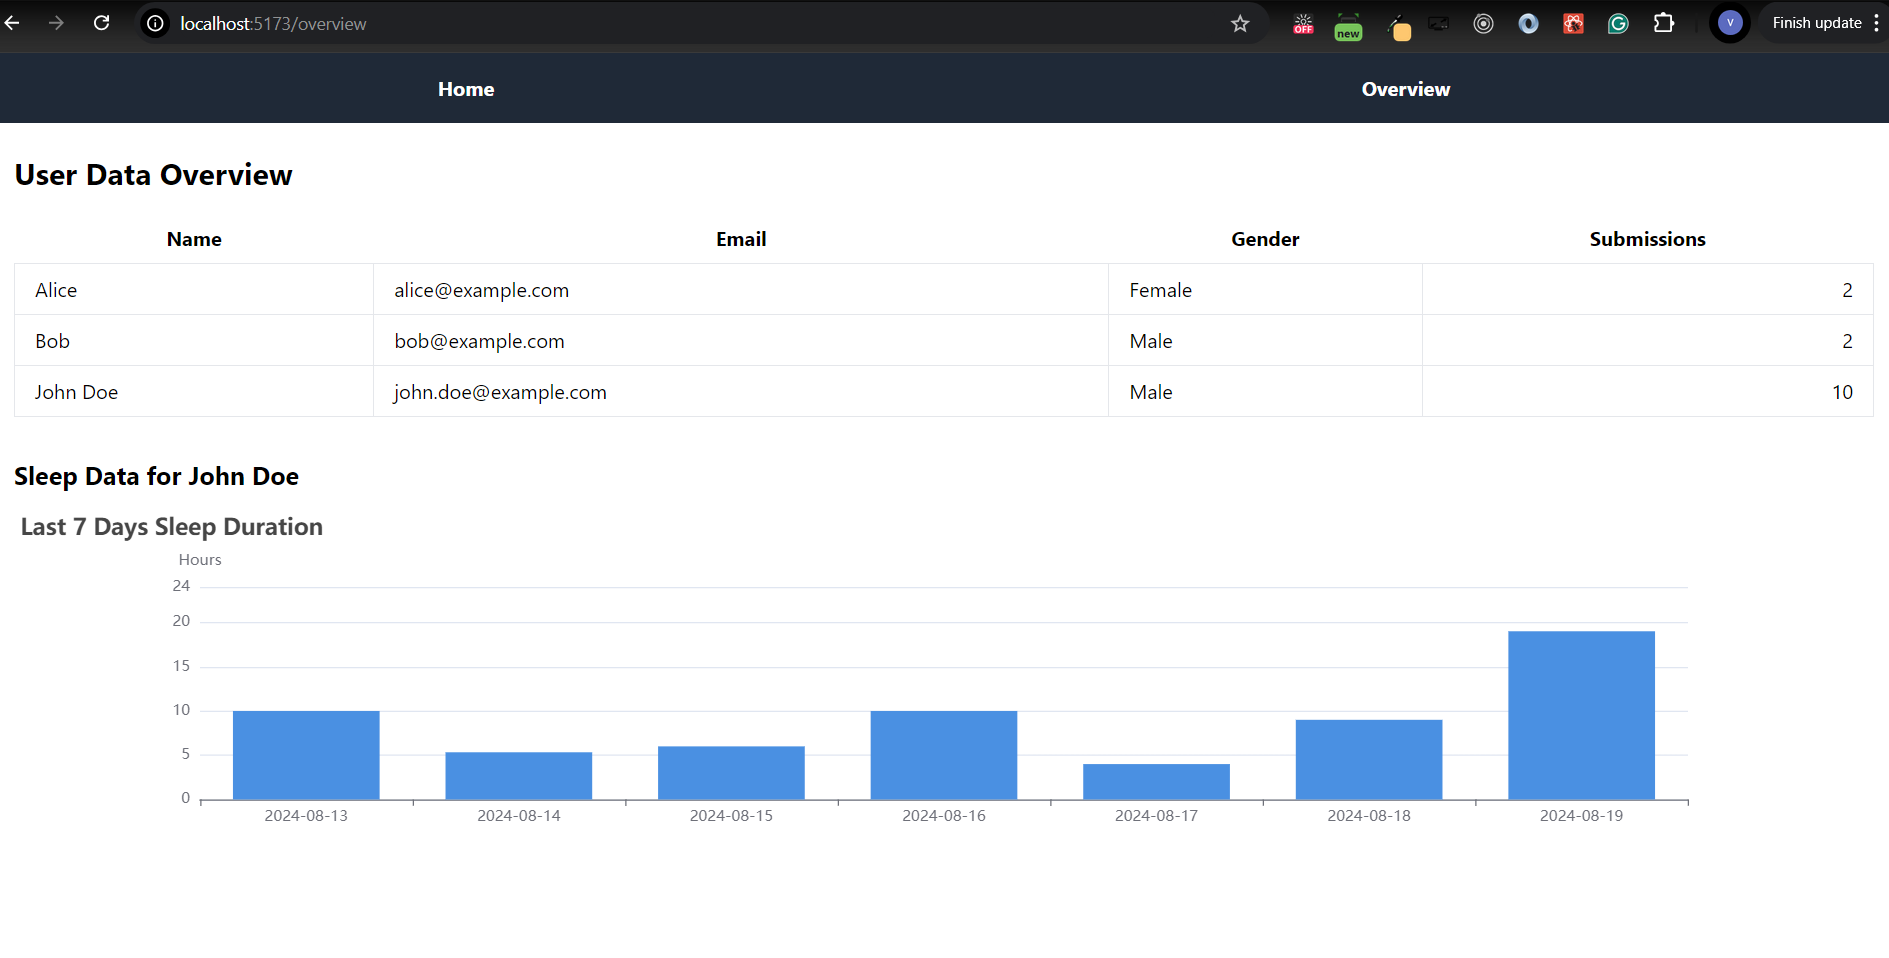 localhost:5173/overview
OFF
new
V
Finish update
Home Overview
User Data Overview
Name Email Gender Submissions
Alice alice@example.com Female 2
Bob bob@example.com Male 2
John Doe john.doe@example.com Male 10
Sleep Data for John Doe
Last 7 Days Sleep Duration
Hours
24
20
15
10
5
0
2024-08-13 2024-08-14 2024-08-15 2024-08-16 2024-08-17 2024-08-18 2024-08-19